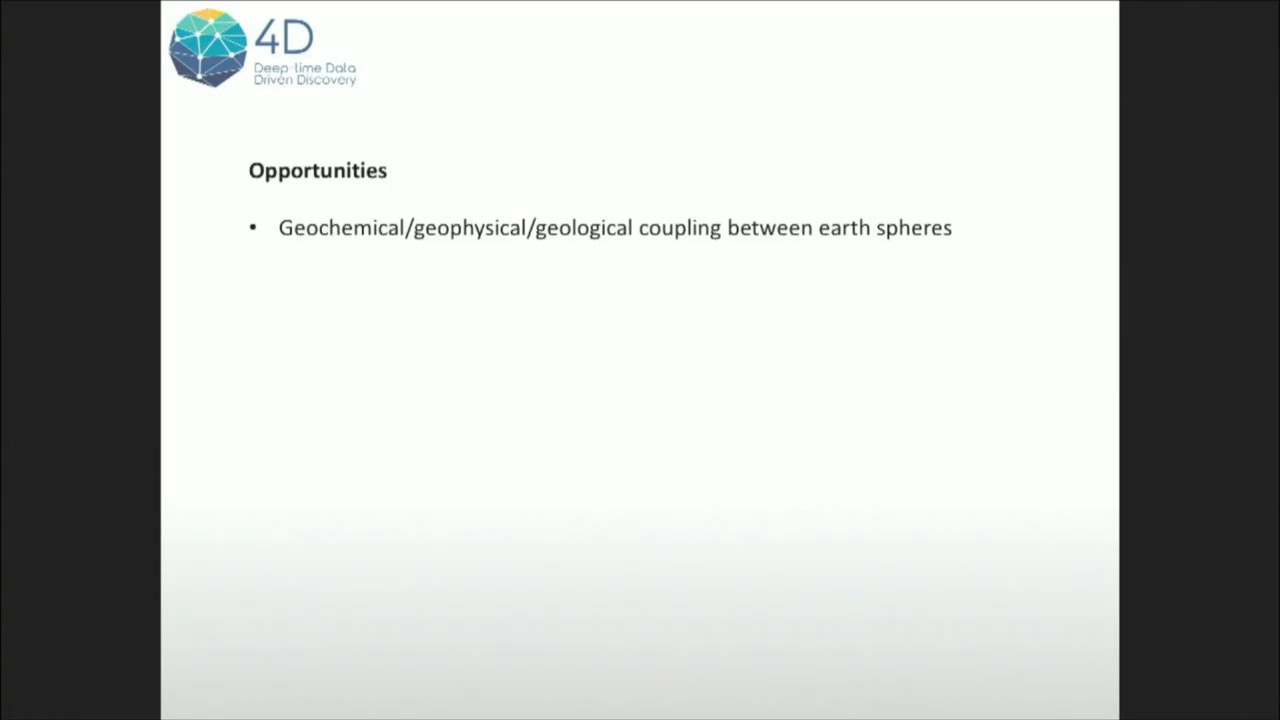 4D
Deep-time Data
Driven Discovery
Opportunities
• Geochemical/geophysical/geological coupling between earth spheres